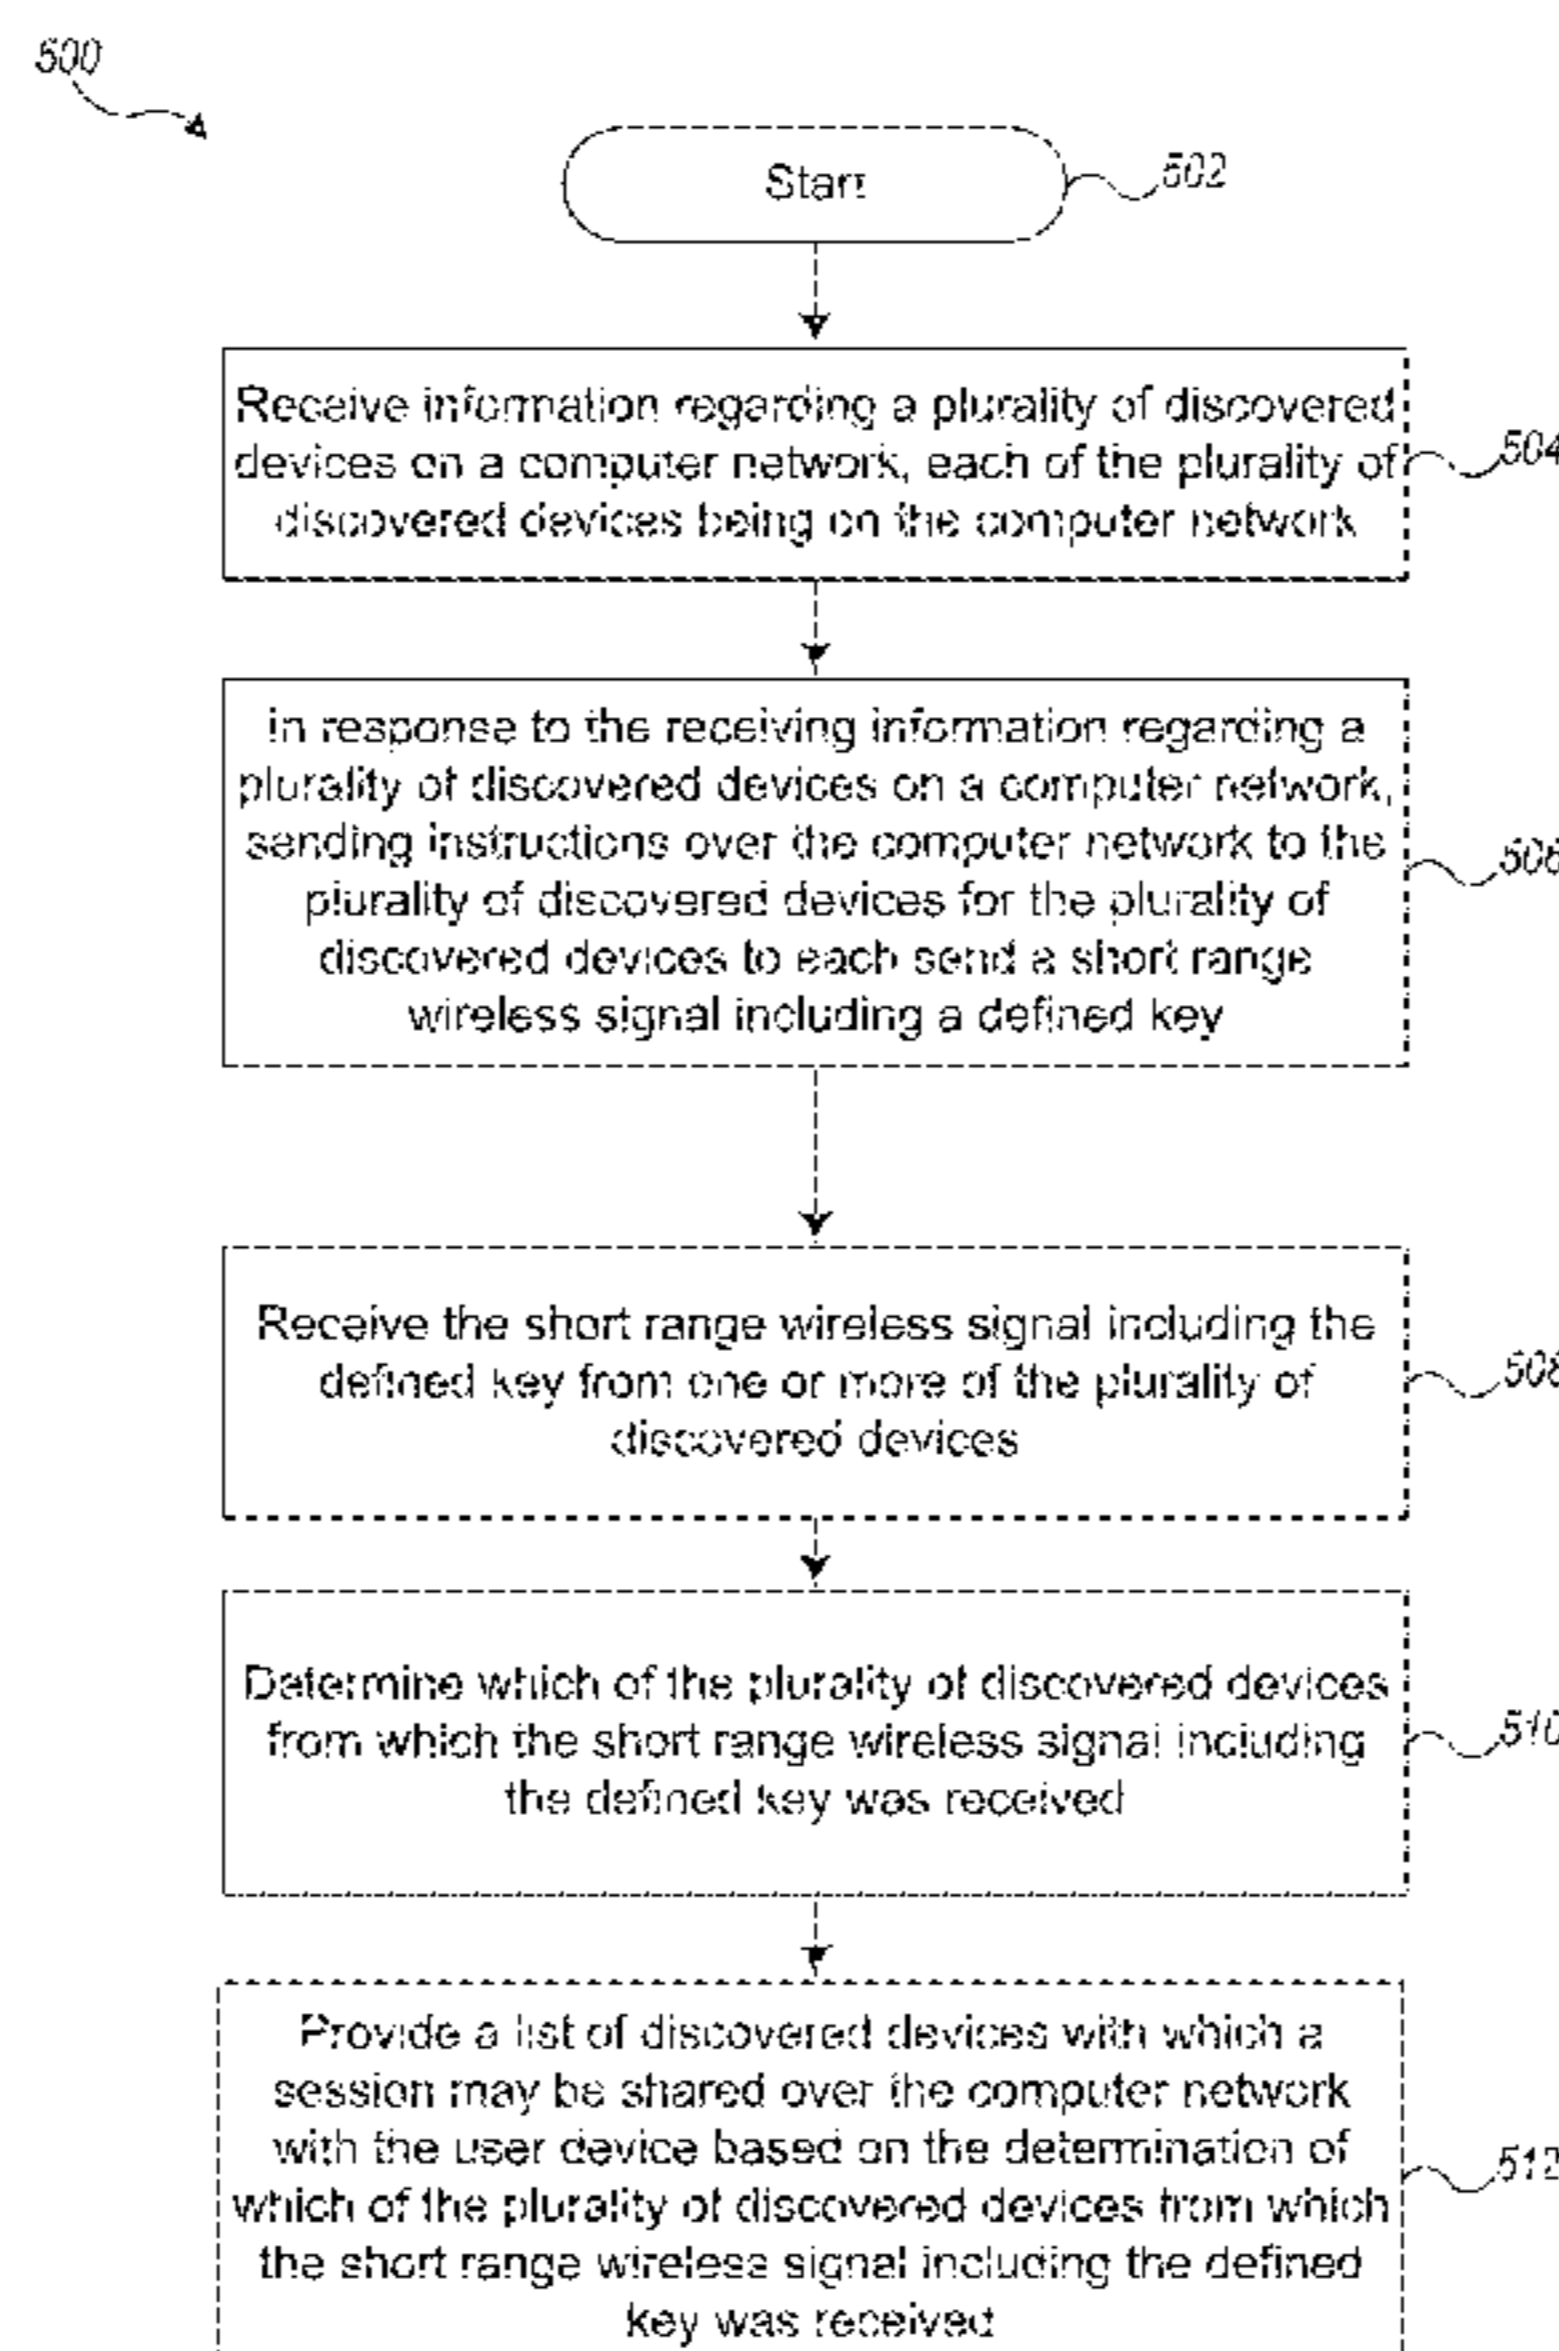 500
Start
502
Receive information regarding a plurality of discovered
devices on a computer network, each of the plurality of
discovered devices being on the computer network
504
in response to the receiving information regarding a
plurality of discovered devices on a computer network,
sending instructions over the computer network to the
plurality of discovered devices for the plurality of
discovered devices to each send a short range
wireless signal including a defined key
506
Receive the short range wireless signal including the
defined key from one or more of the plurality of
discovered devices
508
Determine which of the plurality of discovered devices
from which the short range wireless signal including
the defined key was received
510
Provide a list of discovered devices with which a
session may be shared over the computer network
with the user device based on the determination of
which of the plurality of discovered devices from which
the short range wireless signal including the defined
key was received
512